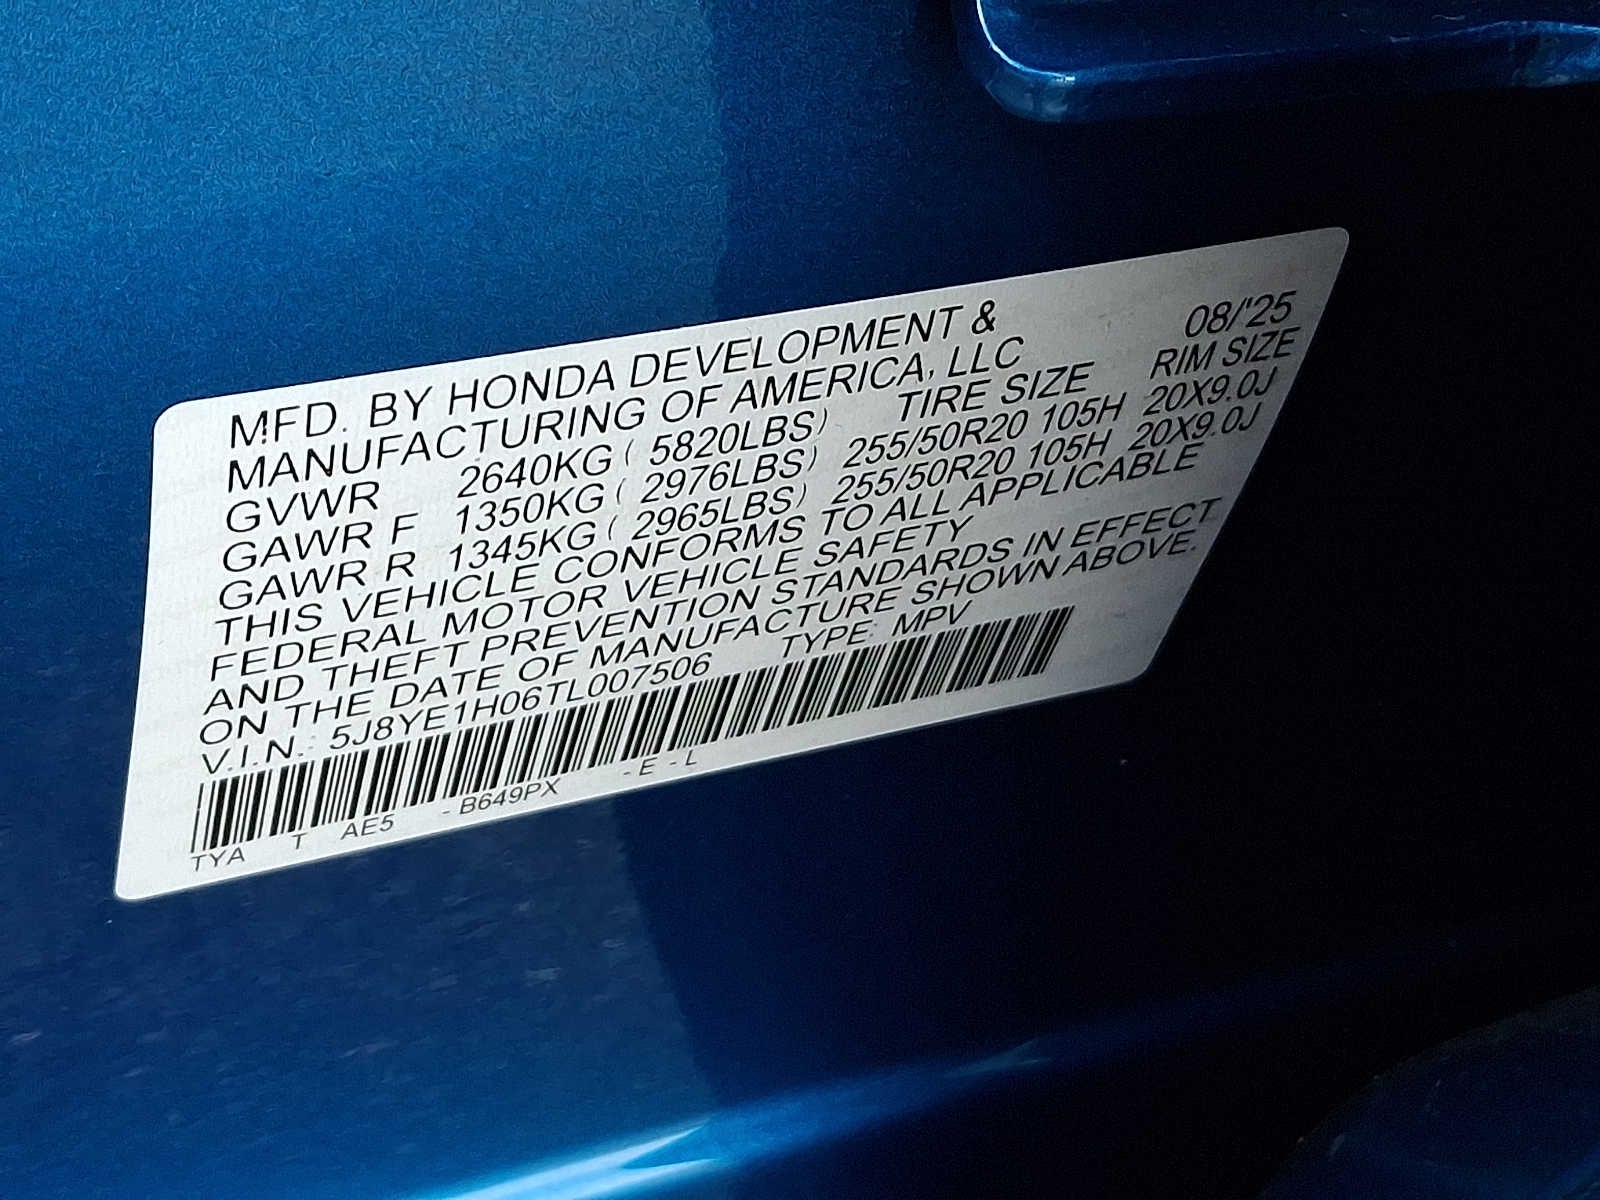 08/'25
MFD. BY HONDA DEVELOPMENT &
MANUFACTURING OF AMERICA, LLC
GVWR 2640KG ( 5820LBS) TIRE SIZE RIM SIZE
GAWR F 1350KG ( 2976LBS) 255/50R20 105H 20X9.0J
GAWR R 1345KG ( 2965LBS) 255/50R20 105H 20X9.0J
THIS VEHICLE CONFORMS TO ALL APPLICABLE
FEDERAL MOTOR VEHICLE SAFETY
AND THEFT PREVENTION STANDARDS IN EFFECT
ON THE DATE OF MANUFACTURE SHOWN ABOVE.
V.I.N.: 5J8YE1H06TL007506 TYPE: MPV
TYA T AE5 - B649PX - E - L